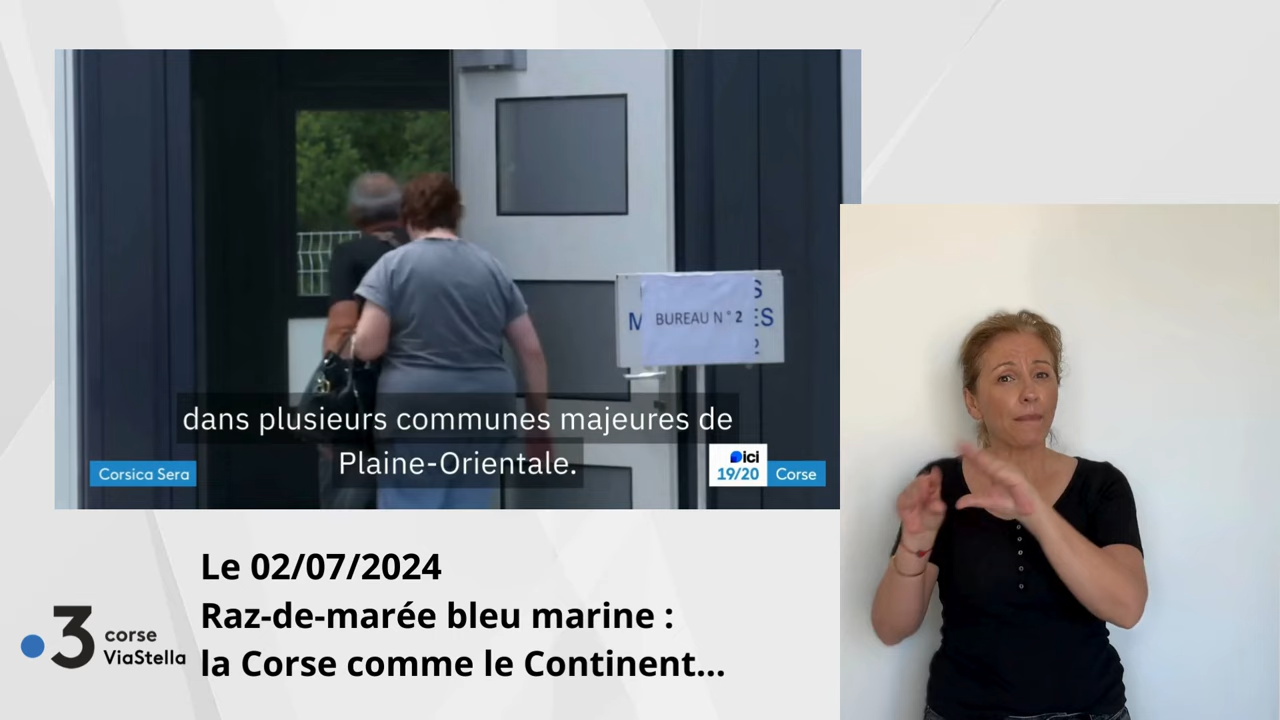 BUREAU N° 2
dans plusieurs communes majeures de
Plaine-Orientale.
Corsica Sera
ici
19/20
Corse
Le 02/07/2024
Raz-de-marée bleu marine :
la Corse comme le Continent...
3
corse
ViaStella